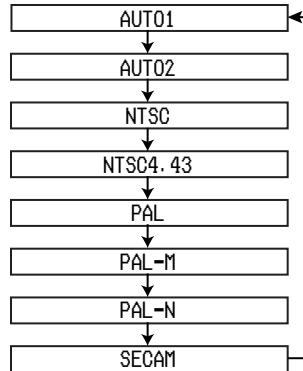 AUTO1
AUTO2
NTSC
NTSC4.43
PAL
PAL-M
PAL-N
SECAM